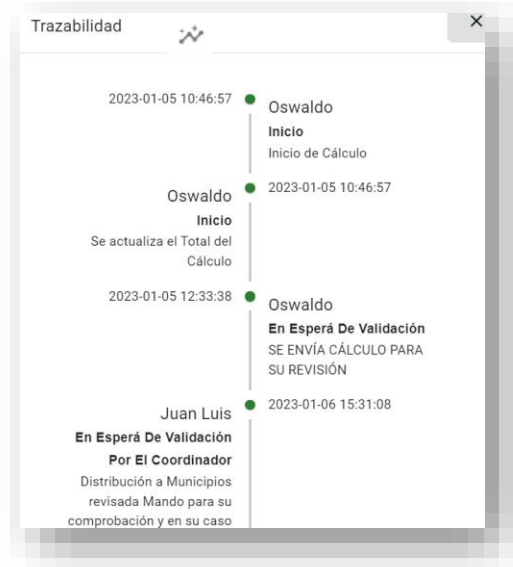 Trazabilidad
2023-01-05 10:46:57
Oswaldo
Inicio
Inicio de Cálculo
2023-01-05 10:46:57
Oswaldo
Inicio
Se actualiza el Total del
Cálculo
2023-01-05 12:33:38
Oswaldo
En Esperá De Validación
SE ENVÍA CÁLCULO PARA
SU REVISIÓN
2023-01-06 15:31:08
Juan Luis
En Esperá De Validación
Por El Coordinador
Distribución a Municipios
revisada Mando para su
comprobación y en su caso